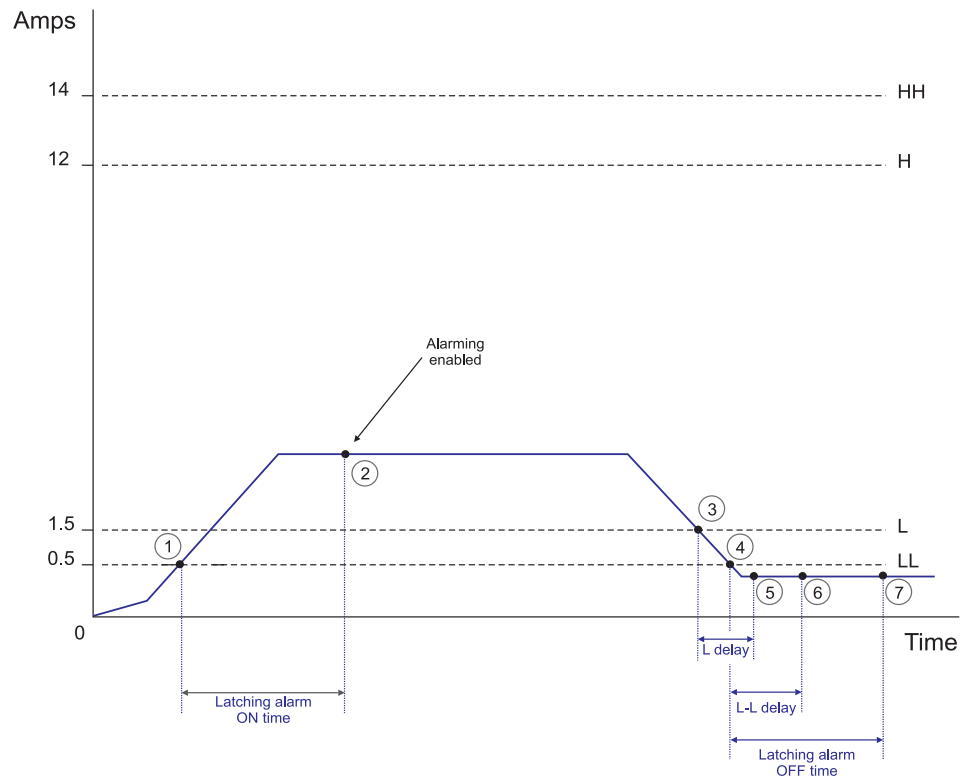 Amps
14
HH
12
H
Alarming
enabled
2
1.5
3
L
1
4
0.5
LL
5
6
7
0
Time
L delay
Latching alarm
ON time
L-L delay
Latching alarm
OFF time